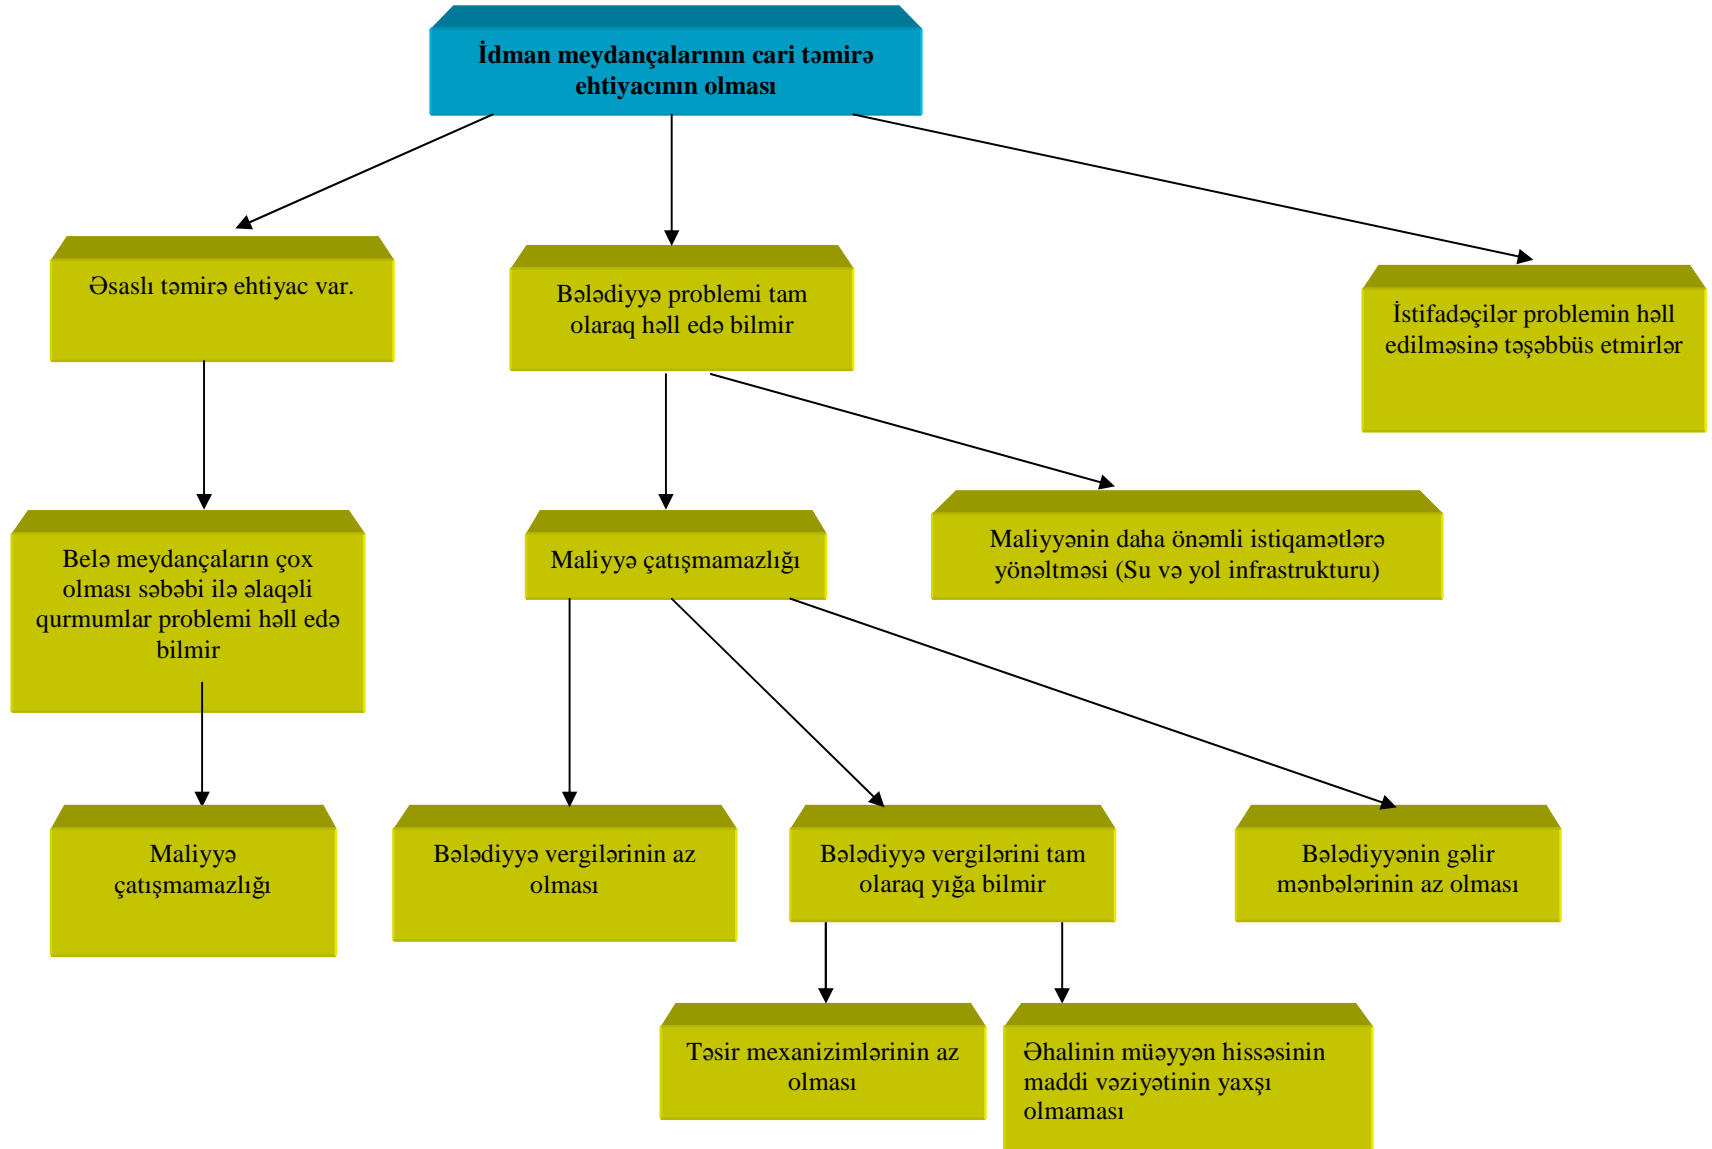 İdman meydançalarının cari təmirə
ehtiyacının olması
Əsaslı təmirə ehtiyac var.
Bələdiyyə problemi tam
olaraq həll edə bilmir
İstifadəçilər problemin həll
edilməsinə təşəbbüs etmirlər
Belə meydançaların çox
olması səbəbi ilə əlaqəli
qurmumlar problemi həll edə
bilmir
Maliyyə çatışmamazlığı
Maliyyənin daha önəmli istiqamətlərə
yönəltməsi (Su və yol infrastrukturu)
Maliyyə
çatışmamazlığı
Bələdiyyə vergilərinin az
olması
Bələdiyyə vergilərini tam
olaraq yığa bilmir
Bələdiyyənin gəlir
mənbələrinin az olması
Təsir mexanizimlərinin az
olması
Əhalinin müəyyən hissəsinin
maddi vəziyətinin yaxşı
olmaması